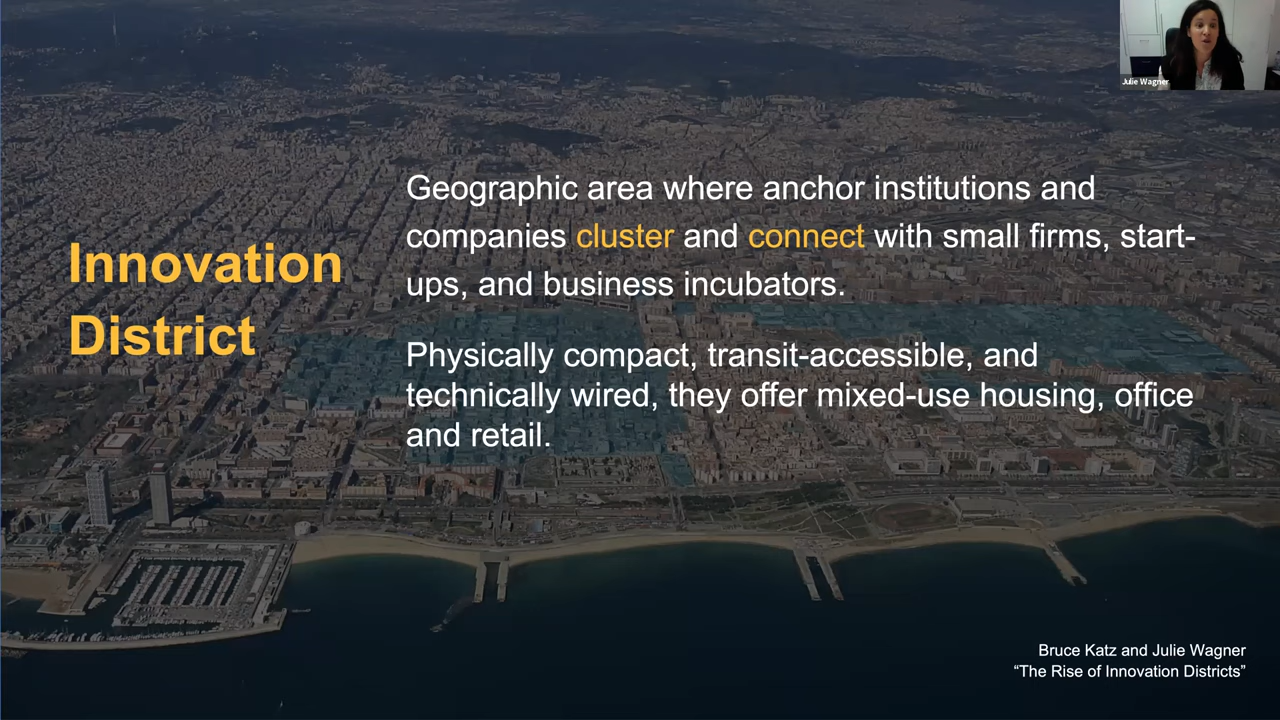 Julie Wagner
Innovation
District
Geographic area where anchor institutions and
companies cluster and connect with small firms, start-
ups, and business incubators.
Physically compact, transit-accessible, and
technically wired, they offer mixed-use housing, office
and retail.
Bruce Katz and Julie Wagner
“The Rise of Innovation Districts”